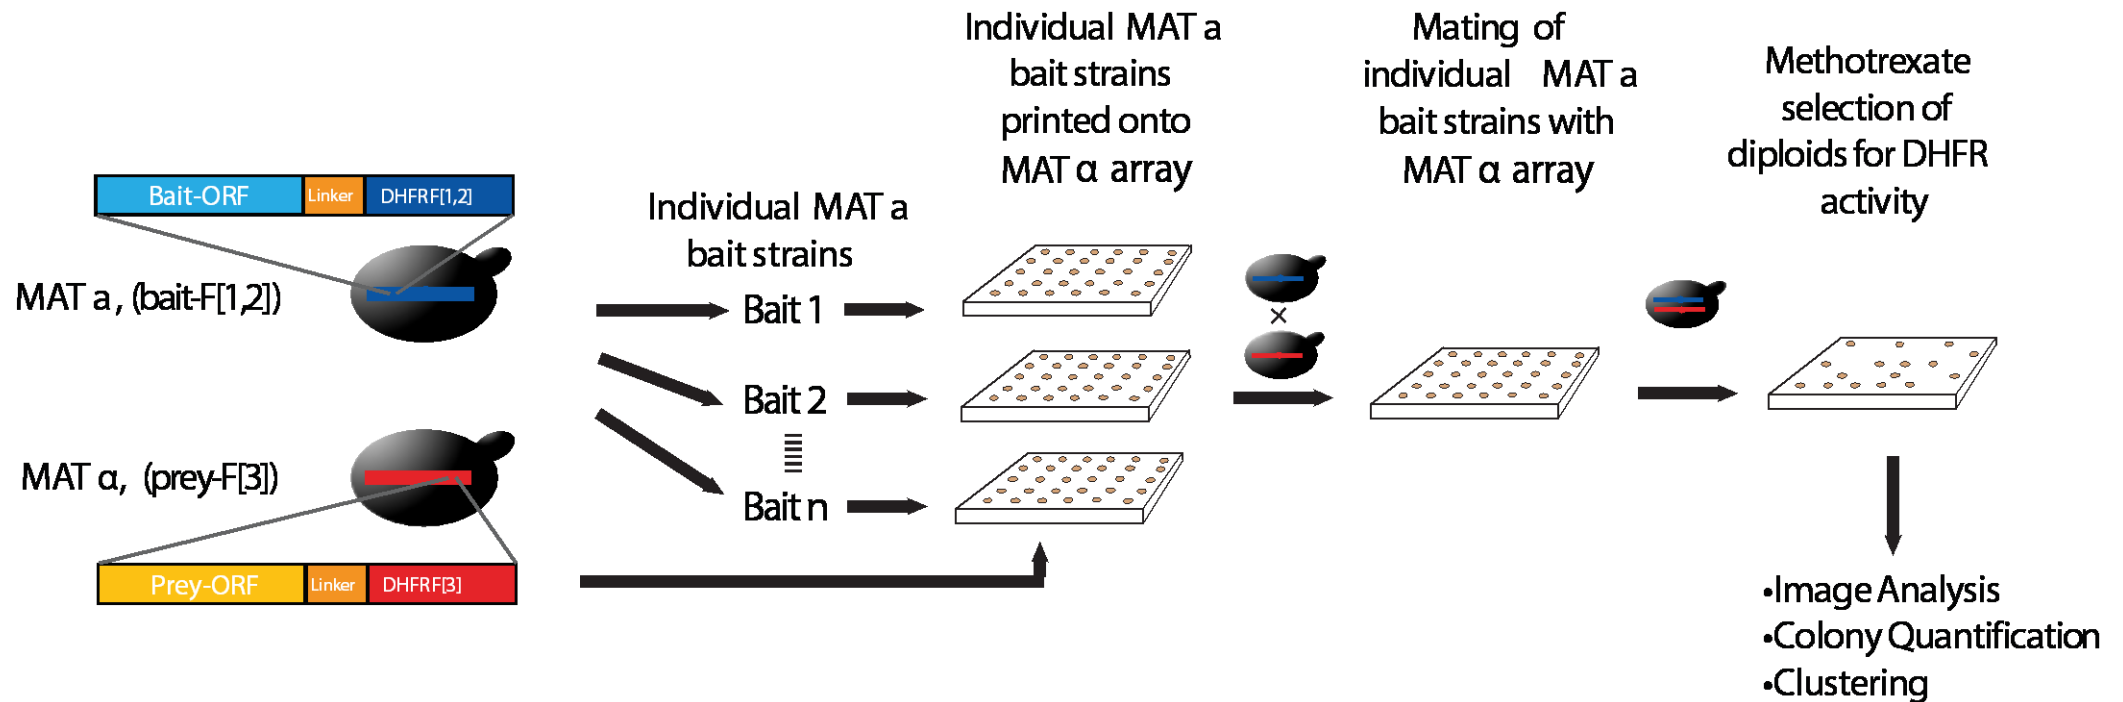 Individual MAT a
bait strains
printed onto
MAT α array
Mating of
individual MAT a
bait strains with
MAT α array
Methotrexate
selection of
diploids for DHFR
activity
Bait-ORF
Linker
DHFRF[1,2]
Individual MAT a
bait strains
MAT a, (bait-F[1,2])
Bait 1
×
Bait 2
MAT α, (prey-F[3])
Bait n
Prey-ORF
Linker
DHFRF[3]
•Image Analysis
•Colony Quantification
•Clustering